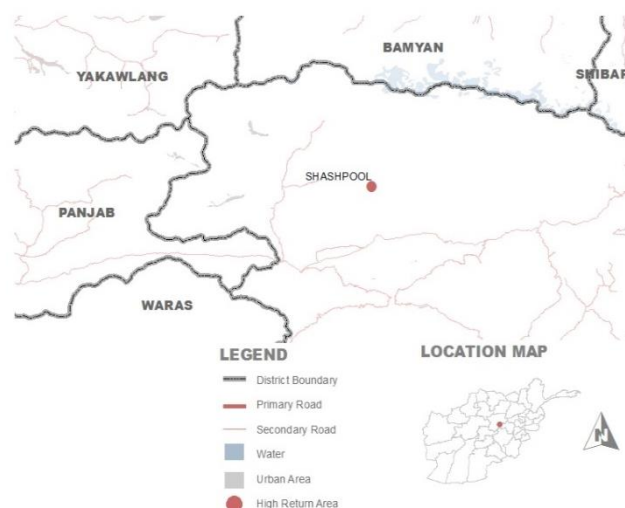 BAMYAN
YAKAWLANG
SHIBAR
SHASHPOOL
PANJAB
WARAS
LEGEND
District Boundary
Primary Road
Secondary Road
Water
Urban Area
High Return Area
LOCATION MAP
N